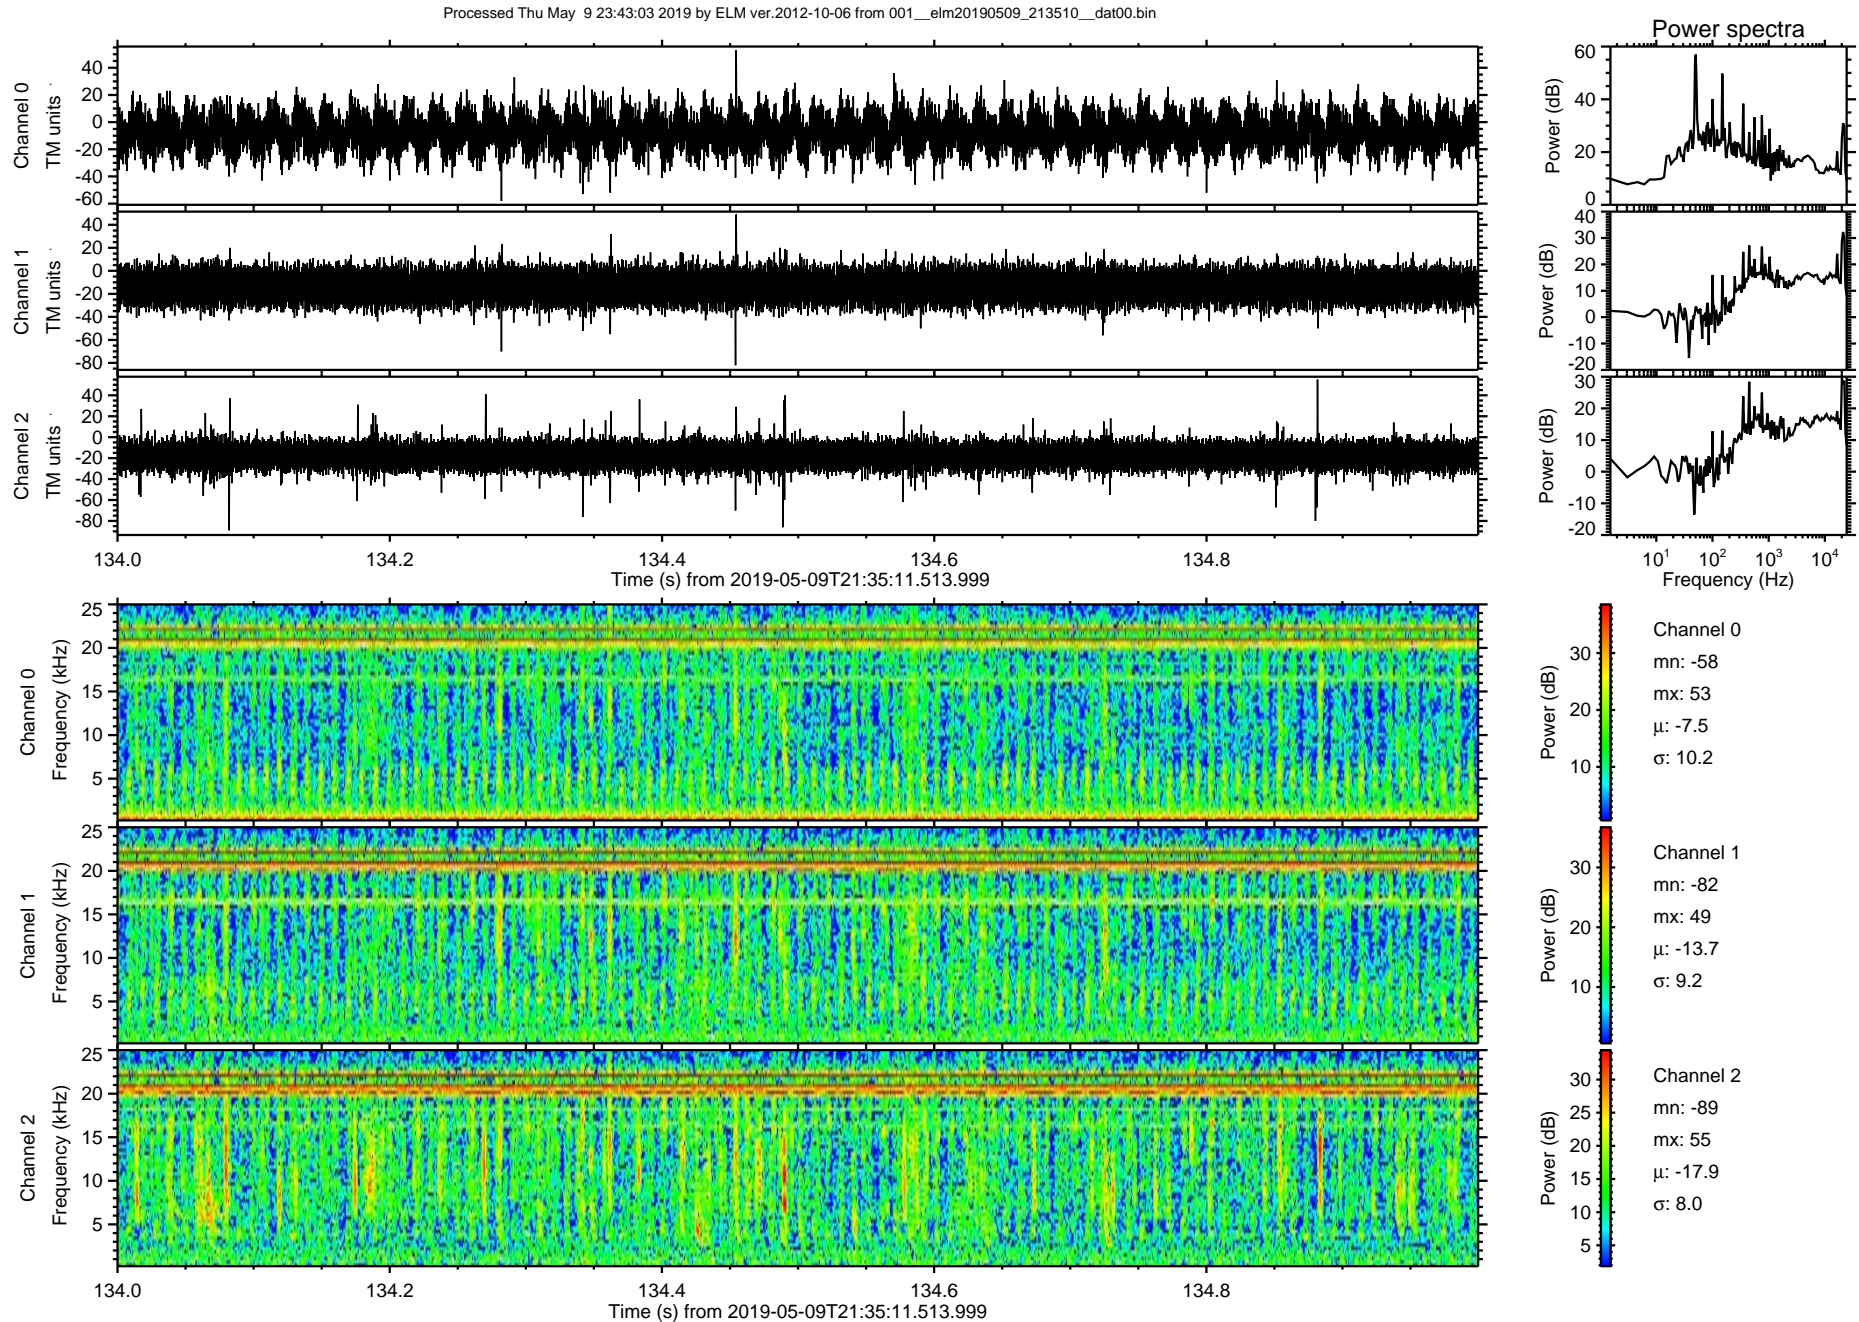 Processed Thu May  9 23:43:03 2019 by ELM ver.2012-10-06 from 001__elm20190509_213510__dat00.bin
Power spectra
Channel 0
TM units
40
20
0
-20
-40
-60
Power (dB)
60
40
20
0
Channel 1
TM units
40
20
0
-20
-40
-60
-80
Power (dB)
40
30
20
10
0
-10
-20
Channel 2
TM units
40
20
0
-20
-40
-60
-80
Power (dB)
30
20
10
0
-10
-20
134.0 134.2 134.4 134.6 134.8
Time (s) from 2019-05-09T21:35:11.513.999
10^1 10^2 10^3 10^4
Frequency (Hz)
Channel 0
Frequency (kHz)
25
20
15
10
5
Power (dB)
30
20
10
Channel 0
mn: -58
mx: 53
μ: -7.5
σ: 10.2
Channel 1
Frequency (kHz)
25
20
15
10
5
Power (dB)
30
20
10
Channel 1
mn: -82
mx: 49
μ: -13.7
σ: 9.2
Channel 2
Frequency (kHz)
25
20
15
10
5
Power (dB)
30
25
20
15
10
5
Channel 2
mn: -89
mx: 55
μ: -17.9
σ: 8.0
134.0 134.2 134.4 134.6 134.8
Time (s) from 2019-05-09T21:35:11.513.999